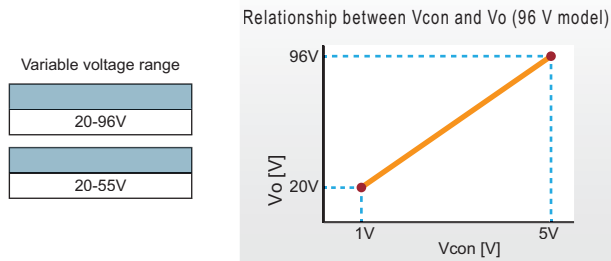 Relationship between Vcon and Vo (96 V model)
Variable voltage range
20-96V
20-55V
96V
20V
Vo [V]
1V
5V
Vcon [V]